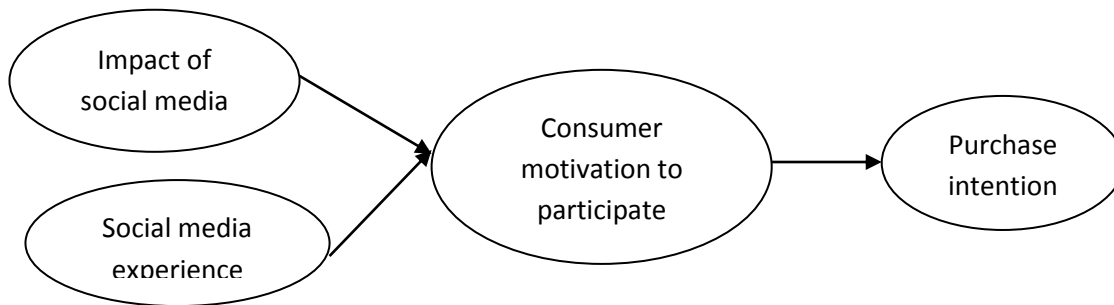 Impact of
social media
Social media
experience
Consumer
motivation to
participate
Purchase
intention